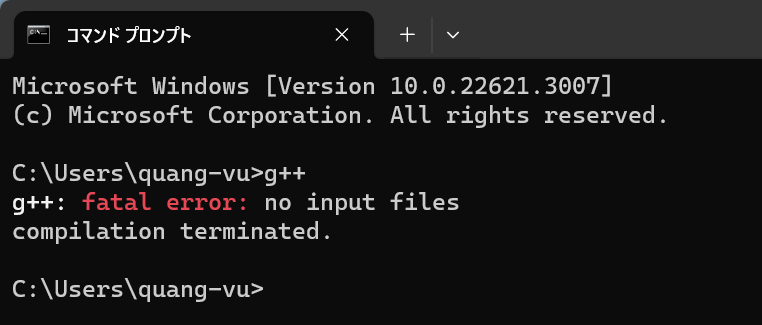 コマンド プロンプト
Microsoft Windows [Version 10.0.22621.3007]
(c) Microsoft Corporation. All rights reserved.
C:\Users\quang-vu>g++
g++: fatal error: no input files
compilation terminated.
C:\Users\quang-vu>